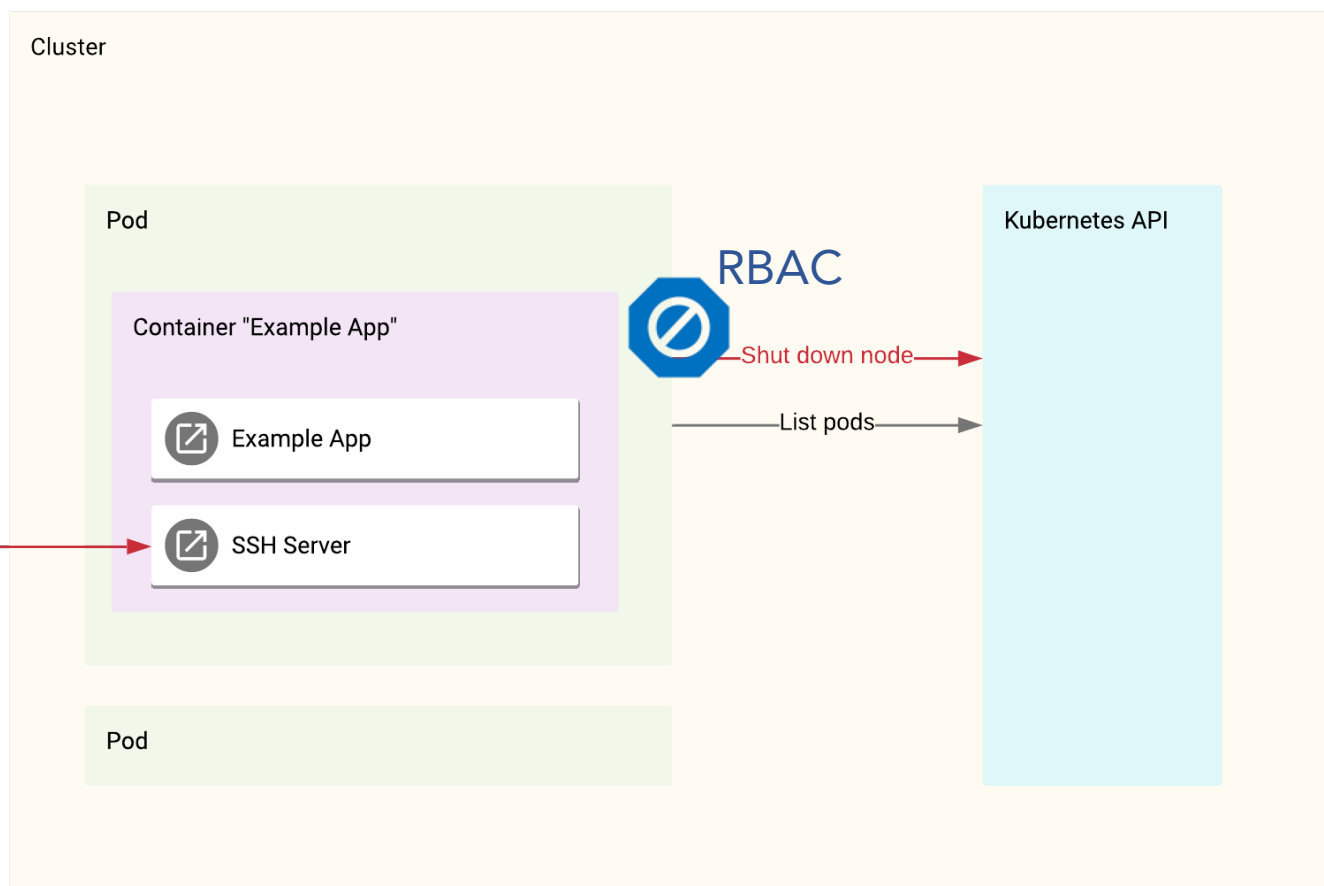 Cluster
Pod
Kubernetes API
RBAC
Container "Example App"
Shut down node
List pods
Example App
SSH Server
Pod